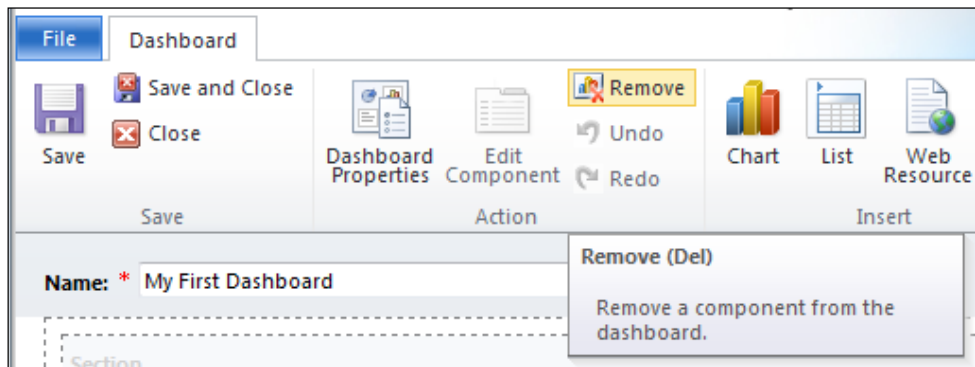 File Dashboard
Save and Close
Close
Save
Dashboard Properties
Edit Component
Remove
Undo
Redo
Chart
List
Web Resource
Save
Action
Insert
Name: * My First Dashboard
Remove (Del)
Remove a component from the
dashboard.
Section